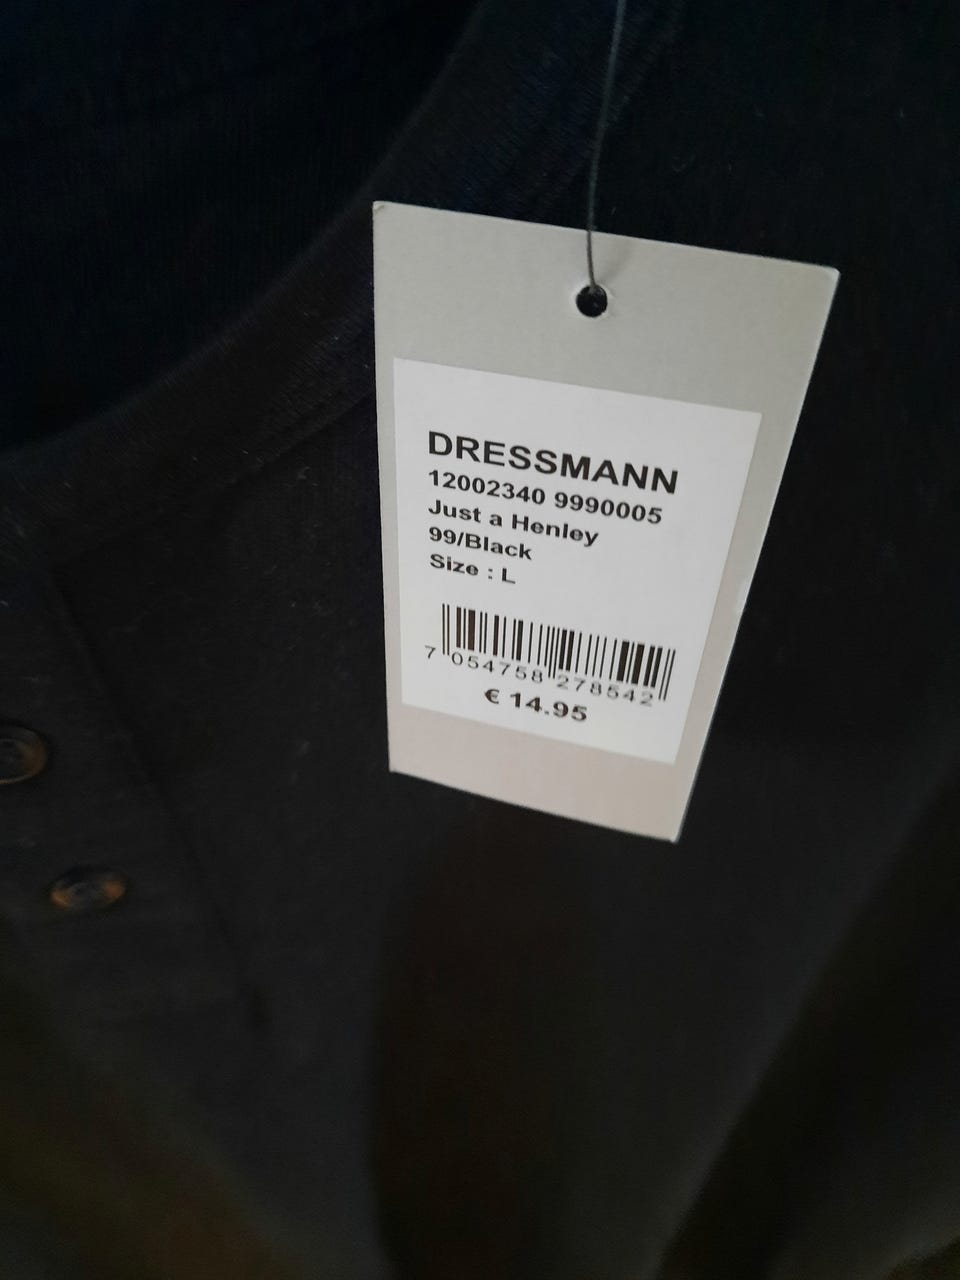 DRESSMANN
12002340 9990005
Just a Henley
99/Black
Size : L
7 054758 278542
€ 14.95